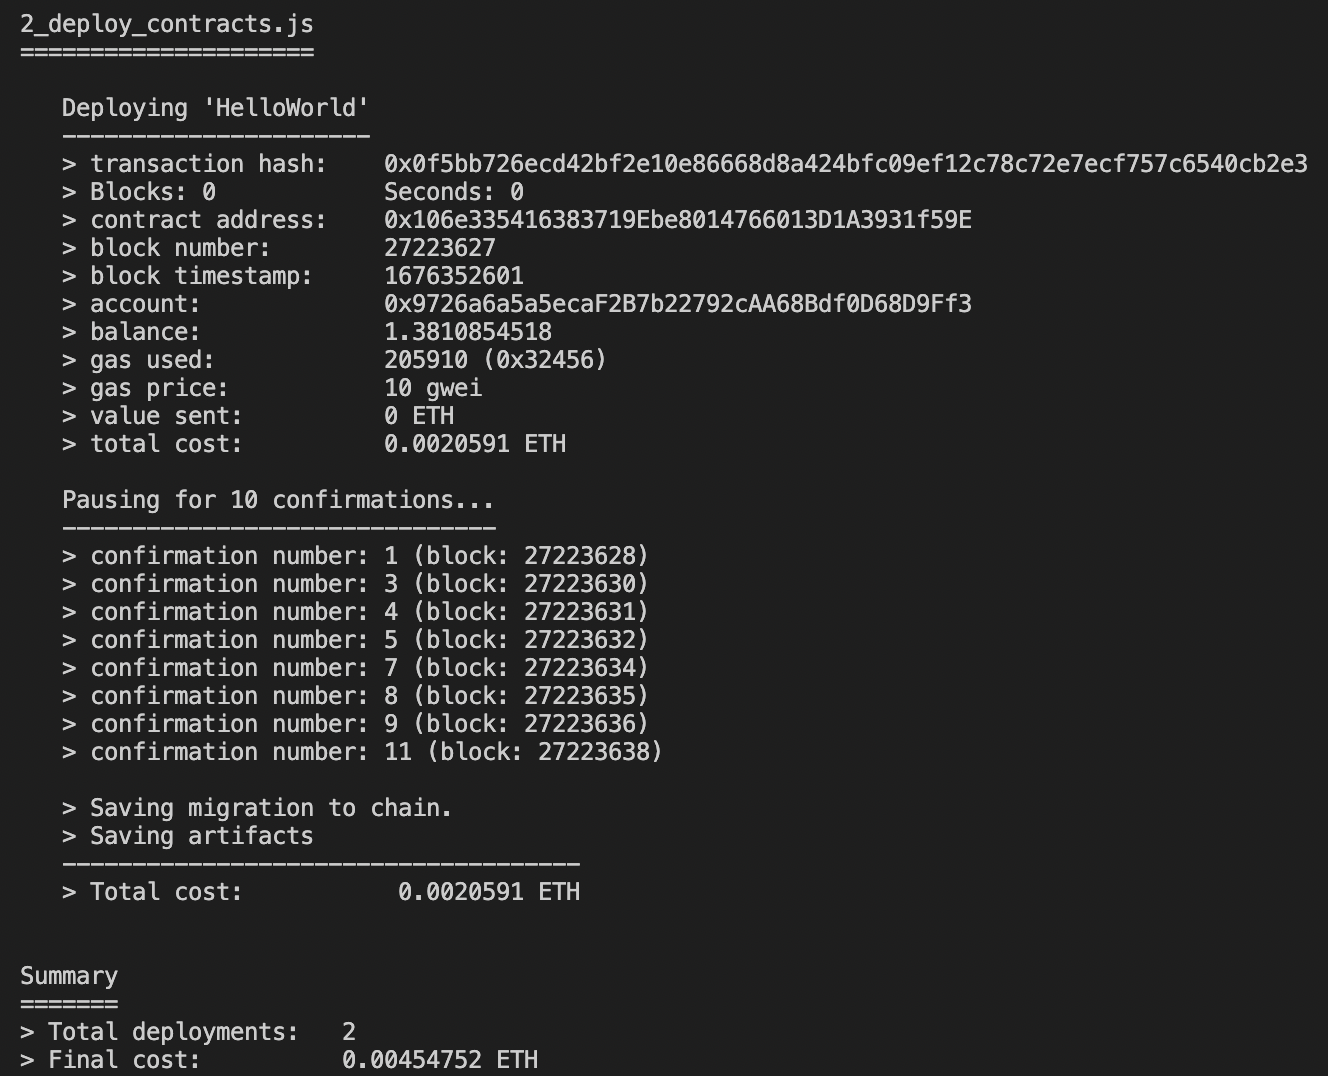 2_deploy_contracts.js
=====================
Deploying 'HelloWorld'
----------------------
> transaction hash:    0x0f5bb726ecd42bf2e10e86668d8a424bfc09ef12c78c72e7ecf757c6540cb2e3
> Blocks: 0            Seconds: 0
> contract address:    0x106e335416383719Ebe8014766013D1A3931f59E
> block number:        27223627
> block timestamp:     1676352601
> account:             0x9726a6a5a5ecaF2B7b22792cAA68Bdf0D68D9Ff3
> balance:             1.3810854518
> gas used:            205910 (0x32456)
> gas price:           10 gwei
> value sent:          0 ETH
> total cost:          0.0020591 ETH
Pausing for 10 confirmations...
-------------------------------
> confirmation number: 1 (block: 27223628)
> confirmation number: 3 (block: 27223630)
> confirmation number: 4 (block: 27223631)
> confirmation number: 5 (block: 27223632)
> confirmation number: 7 (block: 27223634)
> confirmation number: 8 (block: 27223635)
> confirmation number: 9 (block: 27223636)
> confirmation number: 11 (block: 27223638)
> Saving migration to chain.
> Saving artifacts
-------------------------------------
> Total cost:           0.0020591 ETH
Summary
=======
> Total deployments:   2
> Final cost:          0.00454752 ETH